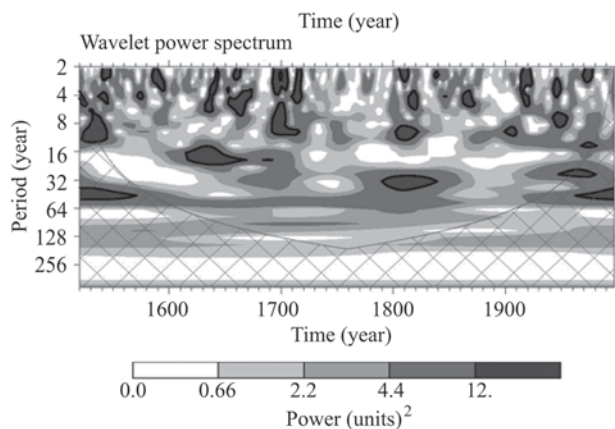 Time (year)
Wavelet power spectrum
2
4
8
16
32
64
128
256
Period (year)
1600 1700 1800 1900
Time (year)
0.0 0.66 2.2 4.4 12.
Power (units)²